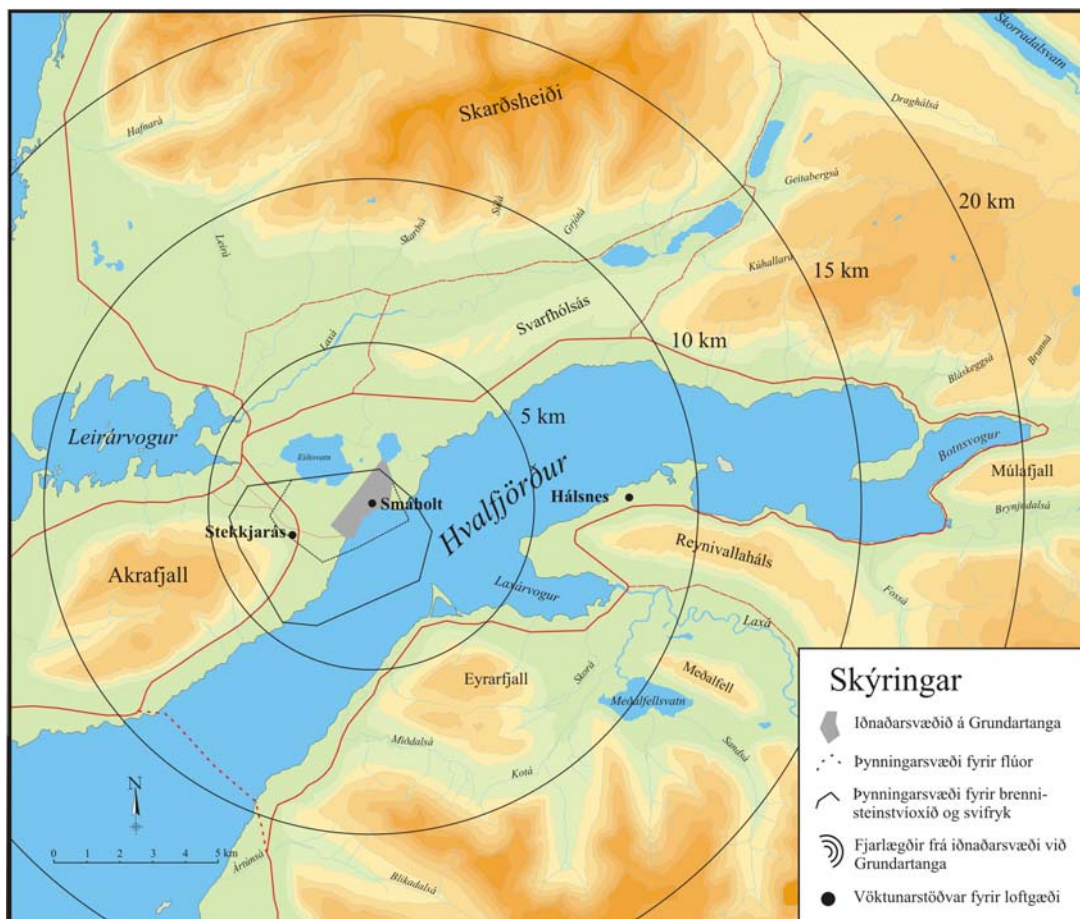 Skorradalsvatn
Skarðsheiði
Draghálsá
Hafnará
Geitabergsá
20 km
Skarðsá
Súlá
Grjótá
Leirá
Kúhallará
15 km
Svarfhólsás
Laxá
10 km
Brunná
Bláskeggsá
5 km
Leirárvogur
Eiðisvatn
Botnsvogur
Hvalfjörður
Múlafjall
Smáholt
Hálsnes
Brynjudalsá
Stekkjarás
Reynivallaháls
Akrafjall
Laxárvogur
Fossá
Laxá
Eyrarfjall
Skorá
Meðalfell
Meðalfellsvatn
Miðdalsá
Sandsá
Kotá
N
0 1 2 3 4 5 km
Ártúnsá
Blikadalsá
Skýringar
Iðnaðarsvæðið á Grundartanga
Þynningarsvæði fyrir flúor
Þynningarsvæði fyrir brenni-
steinstvíoxíð og svifryk
Fjarlægðir frá iðnaðarsvæði við
Grundartanga
Vöktunarstöðvar fyrir loftgæði